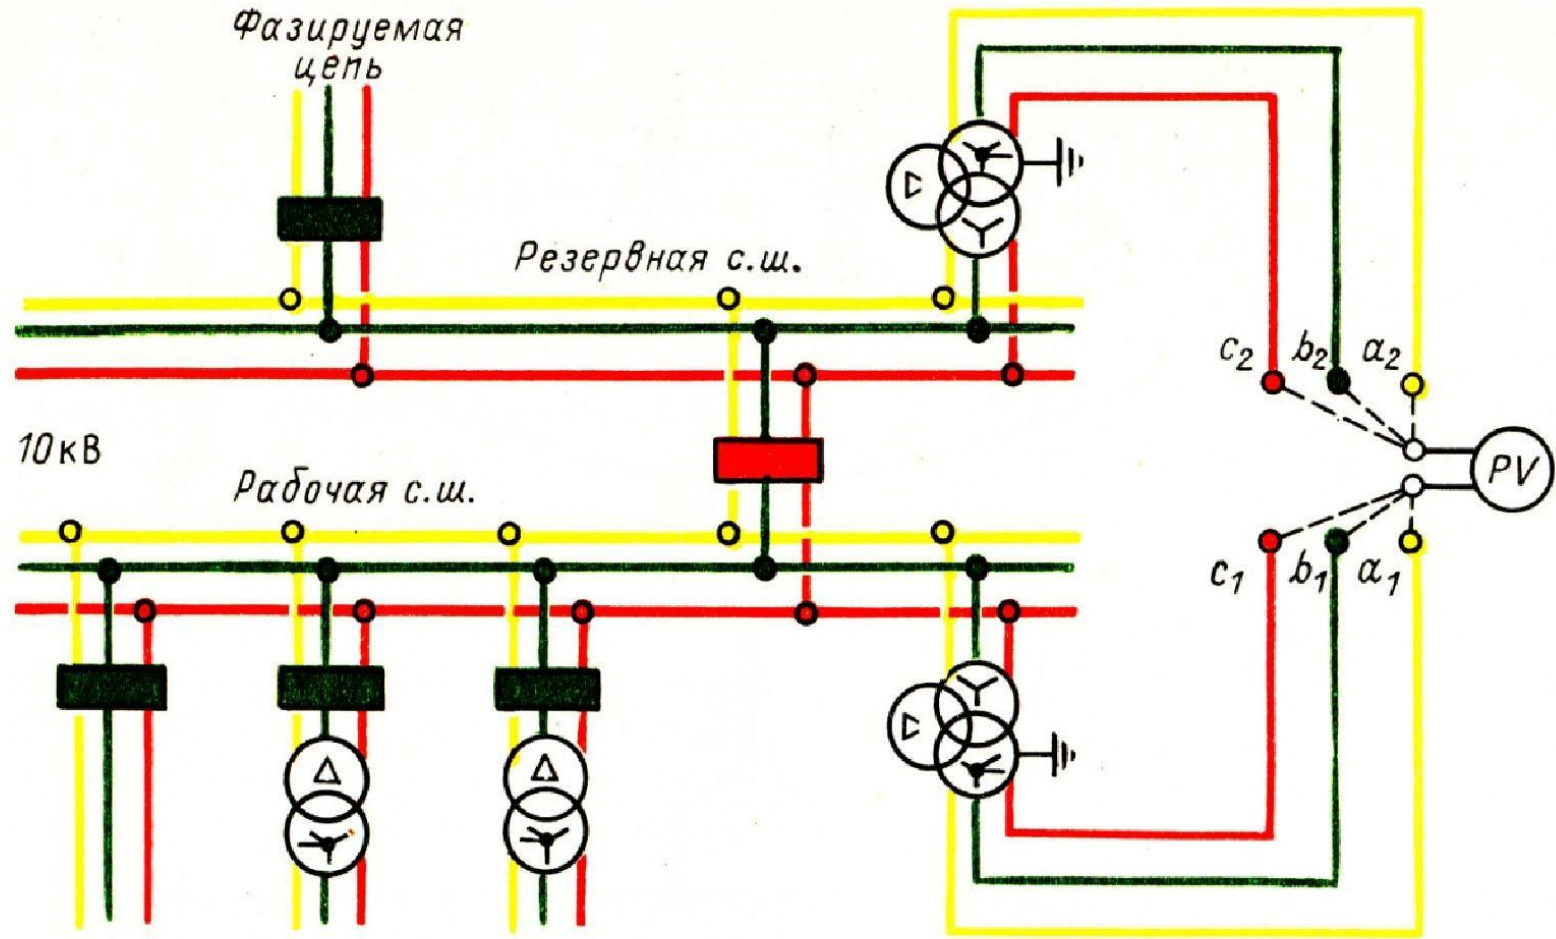 Фазируемая
цепь
Резервная с.ш.
c2 b2 a2
10кВ
PV
Рабочая с.ш.
c1 b1 a1